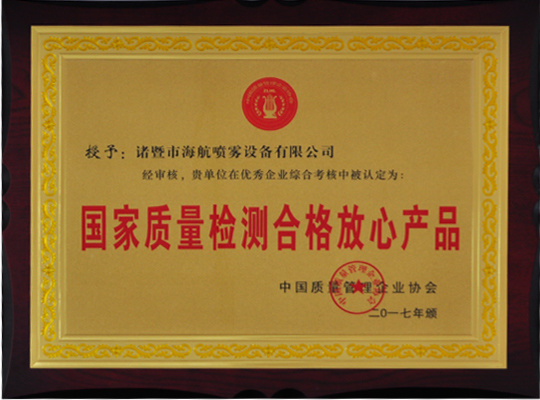 授予：诸暨市海航喷雾设备有限公司
经审核，贵单位在优秀企业综合考核中被认定为：
国家质量检测合格放心产品
中国质量管理企业协会
二〇一七年颁